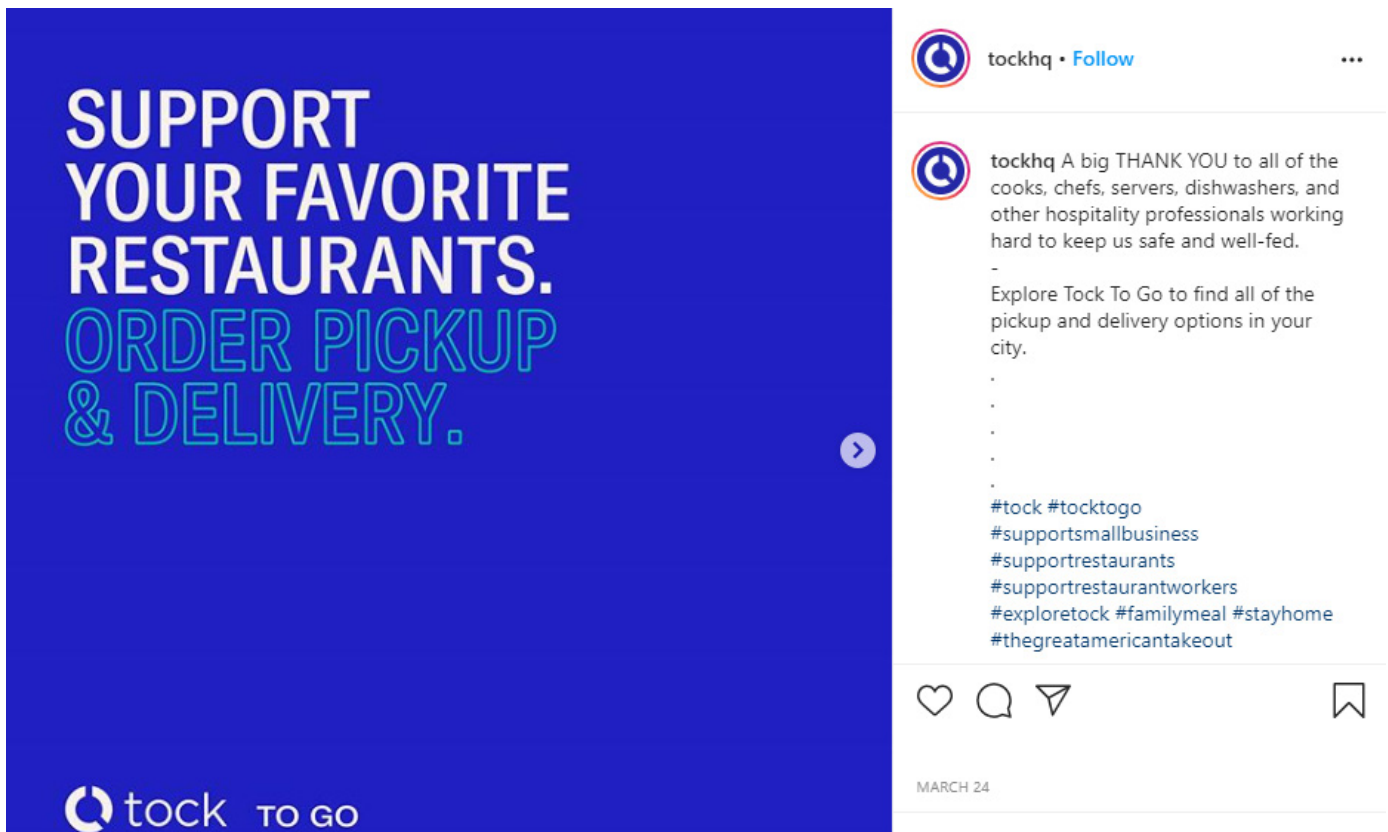 SUPPORT
YOUR FAVORITE
RESTAURANTS.
ORDER PICKUP
& DELIVERY.
tock TO GO
tockhq • Follow
tockhq A big THANK YOU to all of the
cooks, chefs, servers, dishwashers, and
other hospitality professionals working
hard to keep us safe and well-fed.
-
Explore Tock To Go to find all of the
pickup and delivery options in your
city.
.
.
.
.
.
#tock #tocktogo
#supportsmallbusiness
#supportrestaurants
#supportrestaurantworkers
#exploretock #familymeal #stayhome
#thegreatamericantakeout
MARCH 24